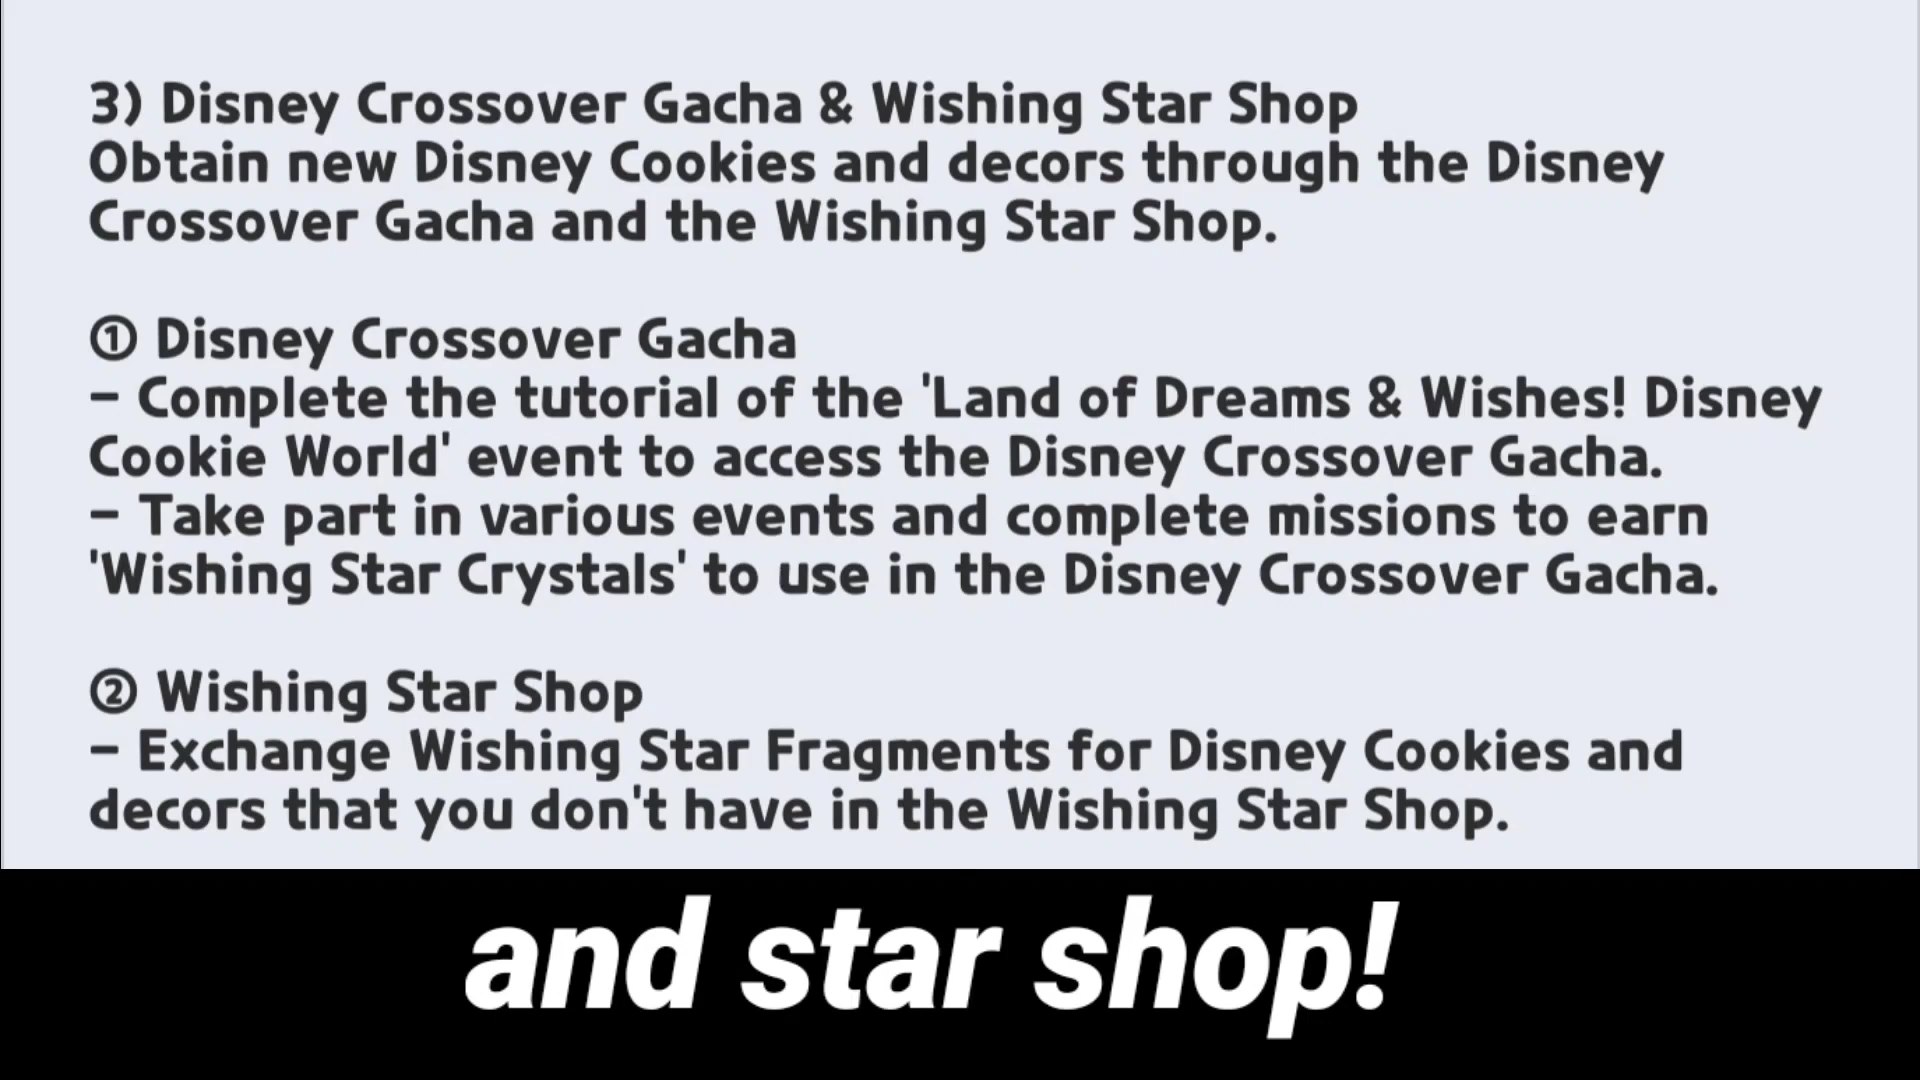 3) Disney Crossover Gacha & Wishing Star Shop
Obtain new Disney Cookies and decors through the Disney
Crossover Gacha and the Wishing Star Shop.
① Disney Crossover Gacha
– Complete the tutorial of the 'Land of Dreams & Wishes! Disney
Cookie World' event to access the Disney Crossover Gacha.
– Take part in various events and complete missions to earn
'Wishing Star Crystals' to use in the Disney Crossover Gacha.
② Wishing Star Shop
– Exchange Wishing Star Fragments for Disney Cookies and
decors that you don't have in the Wishing Star Shop.
and star shop!